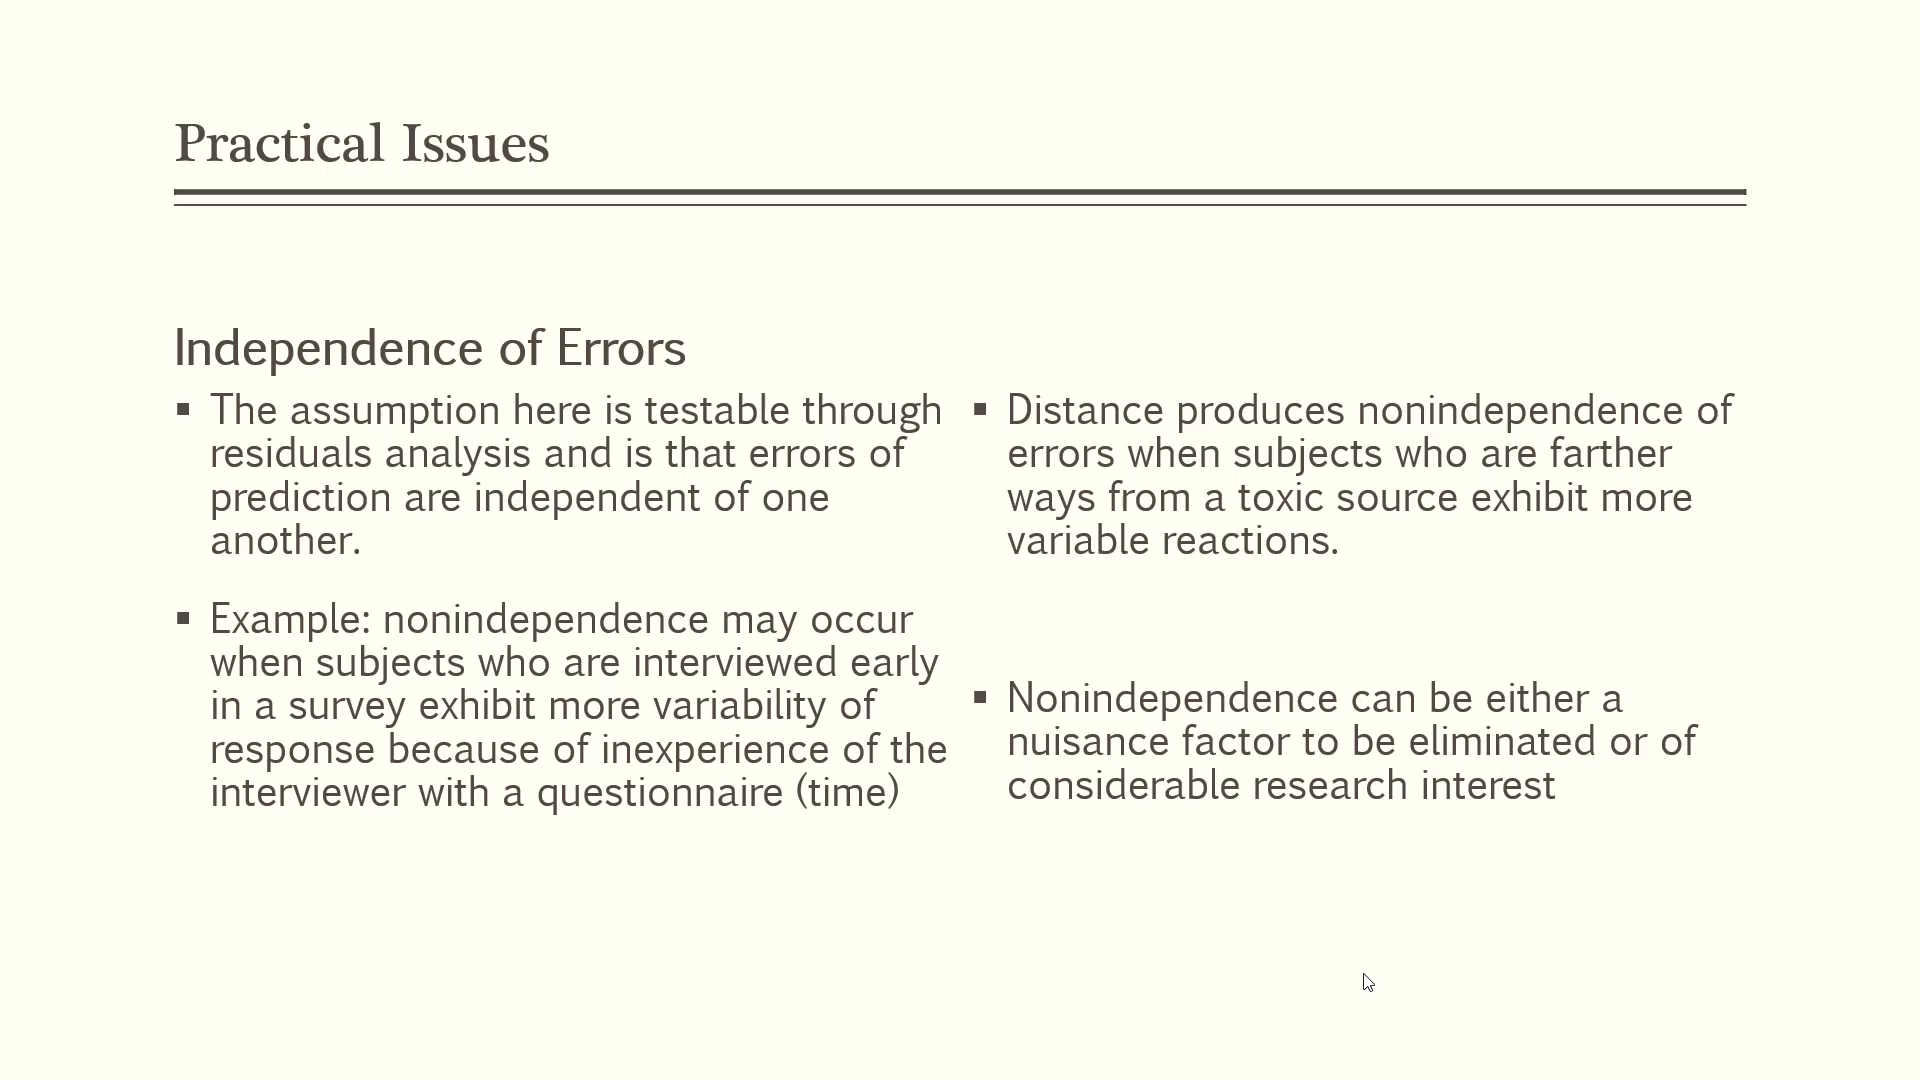 Practical Issues
Independence of Errors
▪ The assumption here is testable through
residuals analysis and is that errors of
prediction are independent of one
another.
▪ Example: nonindependence may occur
when subjects who are interviewed early
in a survey exhibit more variability of
response because of inexperience of the
interviewer with a questionnaire (time)
▪ Distance produces nonindependence of
errors when subjects who are farther
ways from a toxic source exhibit more
variable reactions.
▪ Nonindependence can be either a
nuisance factor to be eliminated or of
considerable research interest